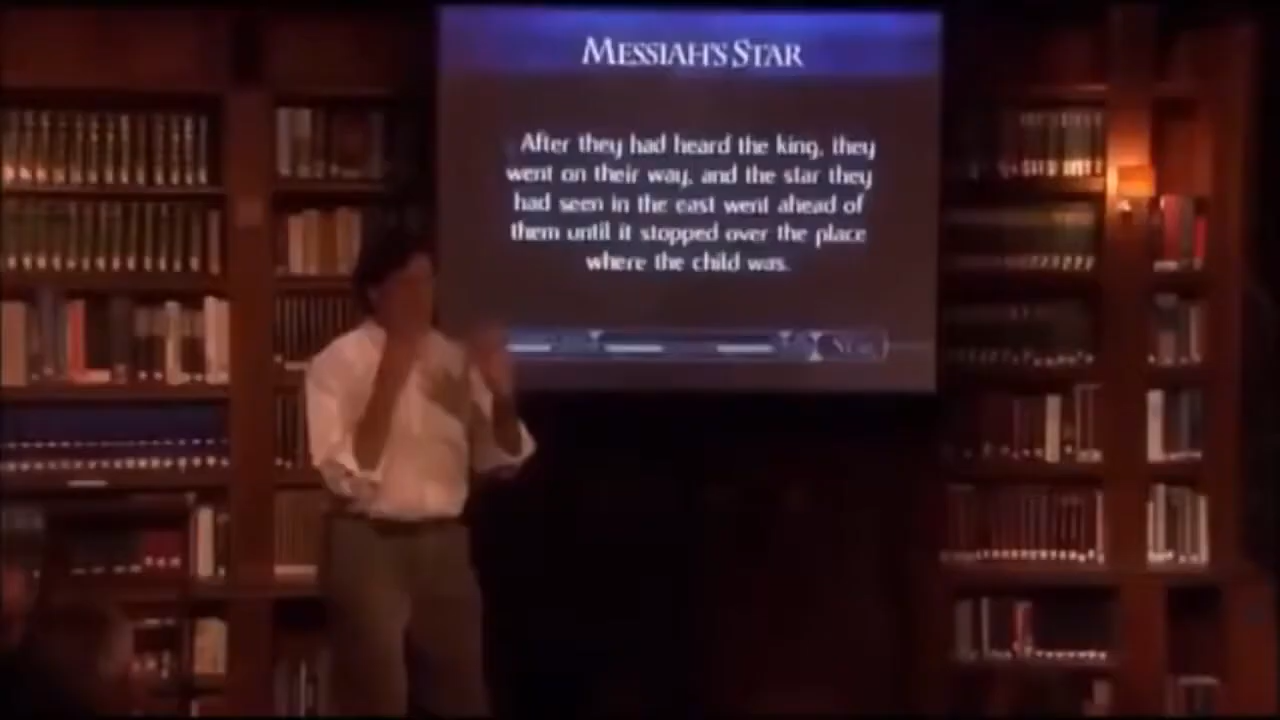 MESSIAH'S STAR
After they had heard the king, they
went on their way, and the star they
had seen in the east went ahead of
them until it stopped over the place
where the child was.